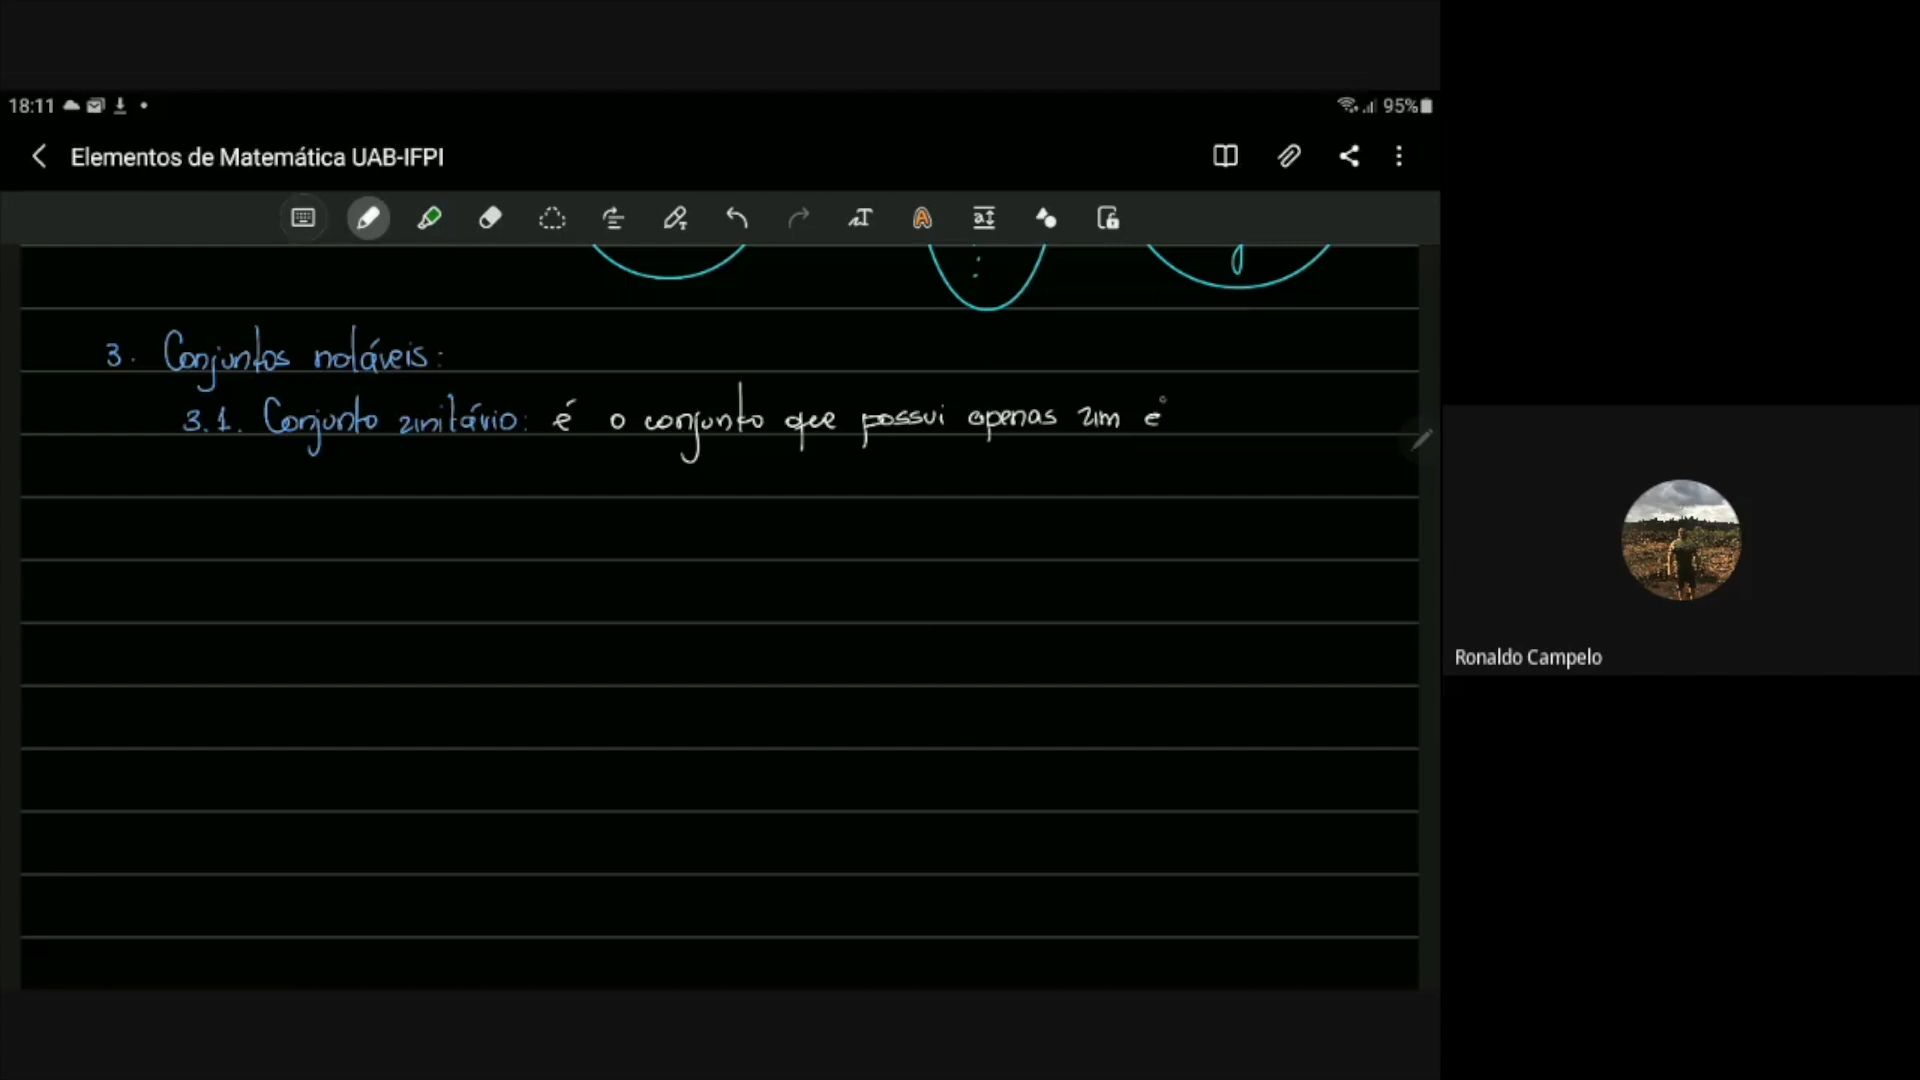 18:11
95%
Elementos de Matemática UAB-IFPI
3. Conjuntos notáveis:
3.1. Conjunto unitário: é o conjunto que possui apenas um e
Ronaldo Campelo